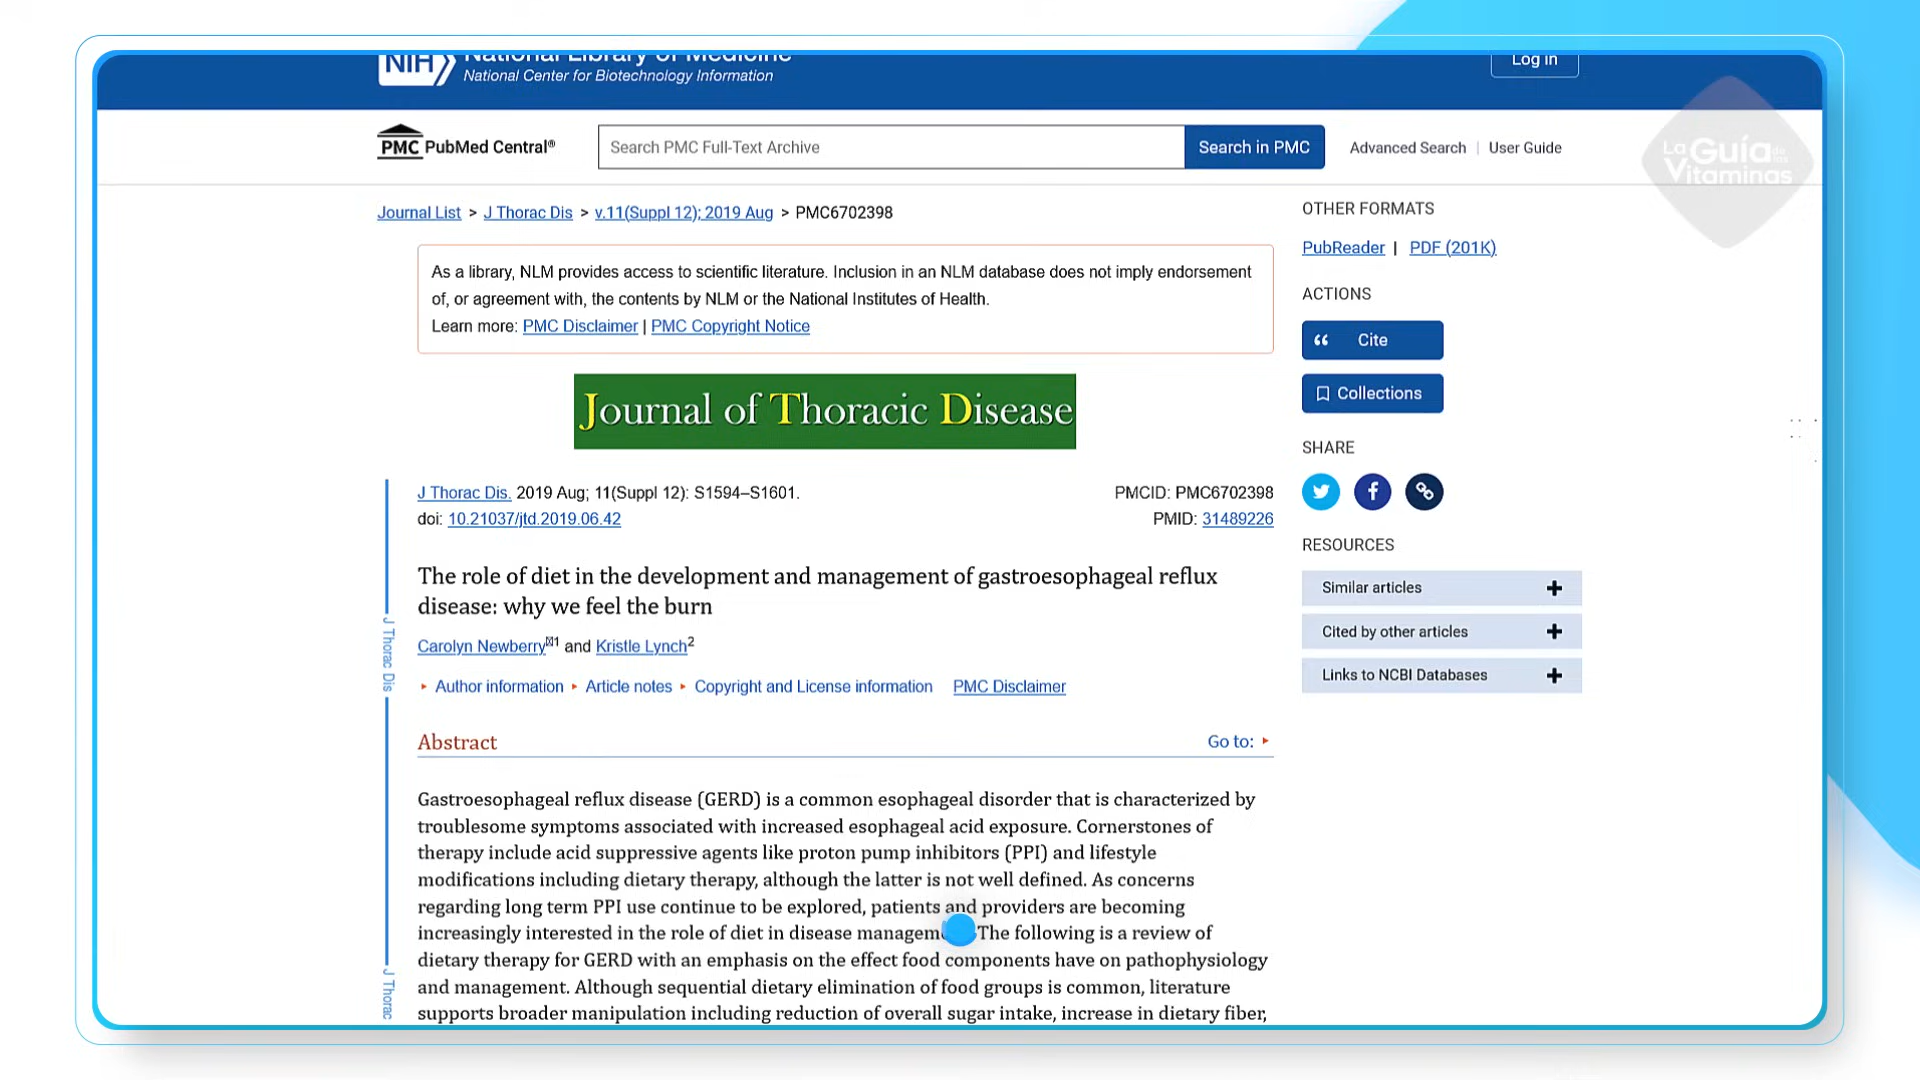 NIH National Library of Medicine
National Center for Biotechnology Information
Log in
PMC PubMed Central®
Search PMC Full-Text Archive
Search in PMC
Advanced Search | User Guide
La Guía de las
Vitaminas
Journal List > J Thorac Dis > v.11(Suppl 12); 2019 Aug > PMC6702398
OTHER FORMATS
PubReader | PDF (201K)
As a library, NLM provides access to scientific literature. Inclusion in an NLM database does not imply endorsement
of, or agreement with, the contents by NLM or the National Institutes of Health.
Learn more: PMC Disclaimer | PMC Copyright Notice
ACTIONS
Cite
Collections
Journal of Thoracic Disease
SHARE
J Thorac Dis. 2019 Aug; 11(Suppl 12): S1594–S1601.
PMCID: PMC6702398
doi: 10.21037/jtd.2019.06.42
PMID: 31489226
RESOURCES
Similar articles
Cited by other articles
Links to NCBI Databases
The role of diet in the development and management of gastroesophageal reflux
disease: why we feel the burn
Carolyn Newberry✉1 and Kristle Lynch2
Author information Article notes Copyright and License information PMC Disclaimer
J Thorac Dis
Abstract
Go to:
Gastroesophageal reflux disease (GERD) is a common esophageal disorder that is characterized by
troublesome symptoms associated with increased esophageal acid exposure. Cornerstones of
therapy include acid suppressive agents like proton pump inhibitors (PPI) and lifestyle
modifications including dietary therapy, although the latter is not well defined. As concerns
regarding long term PPI use continue to be explored, patients and providers are becoming
increasingly interested in the role of diet in disease managem The following is a review of
dietary therapy for GERD with an emphasis on the effect food components have on pathophysiology
and management. Although sequential dietary elimination of food groups is common, literature
supports broader manipulation including reduction of overall sugar intake, increase in dietary fiber,
J Thorac